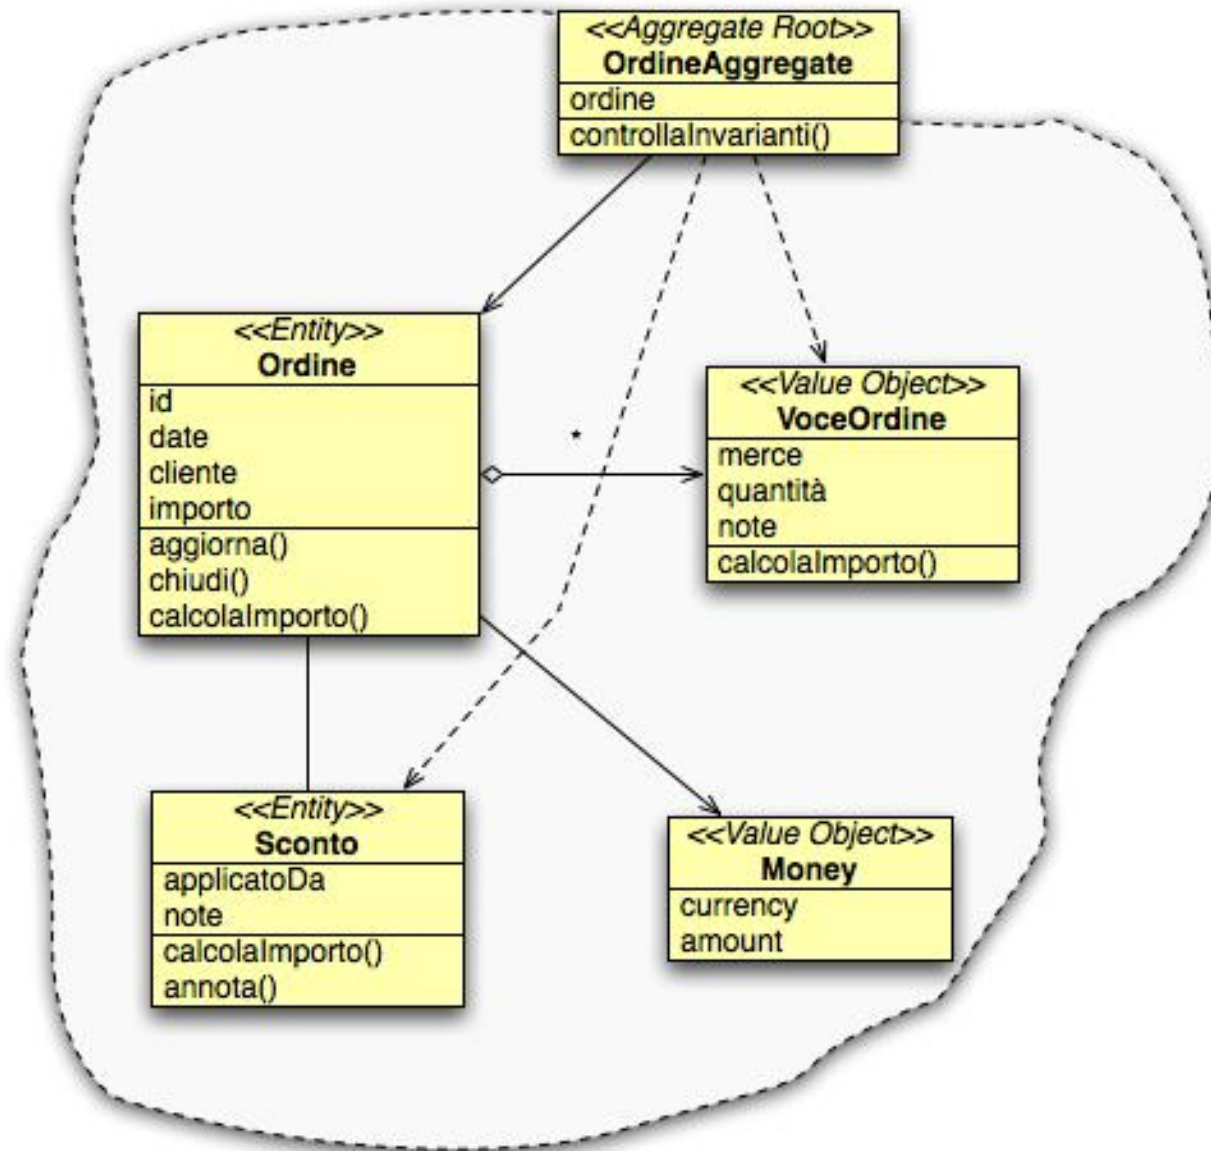 <<Aggregate Root>>
OrdineAggregate
ordine
controllaInvarianti()
<<Entity>>
Ordine
id
date
cliente
importo
aggiorna()
chiudi()
calcolaImporto()
*
<<Value Object>>
VoceOrdine
merce
quantità
note
calcolaImporto()
<<Entity>>
Sconto
applicatoDa
note
calcolaImporto()
annota()
<<Value Object>>
Money
currency
amount